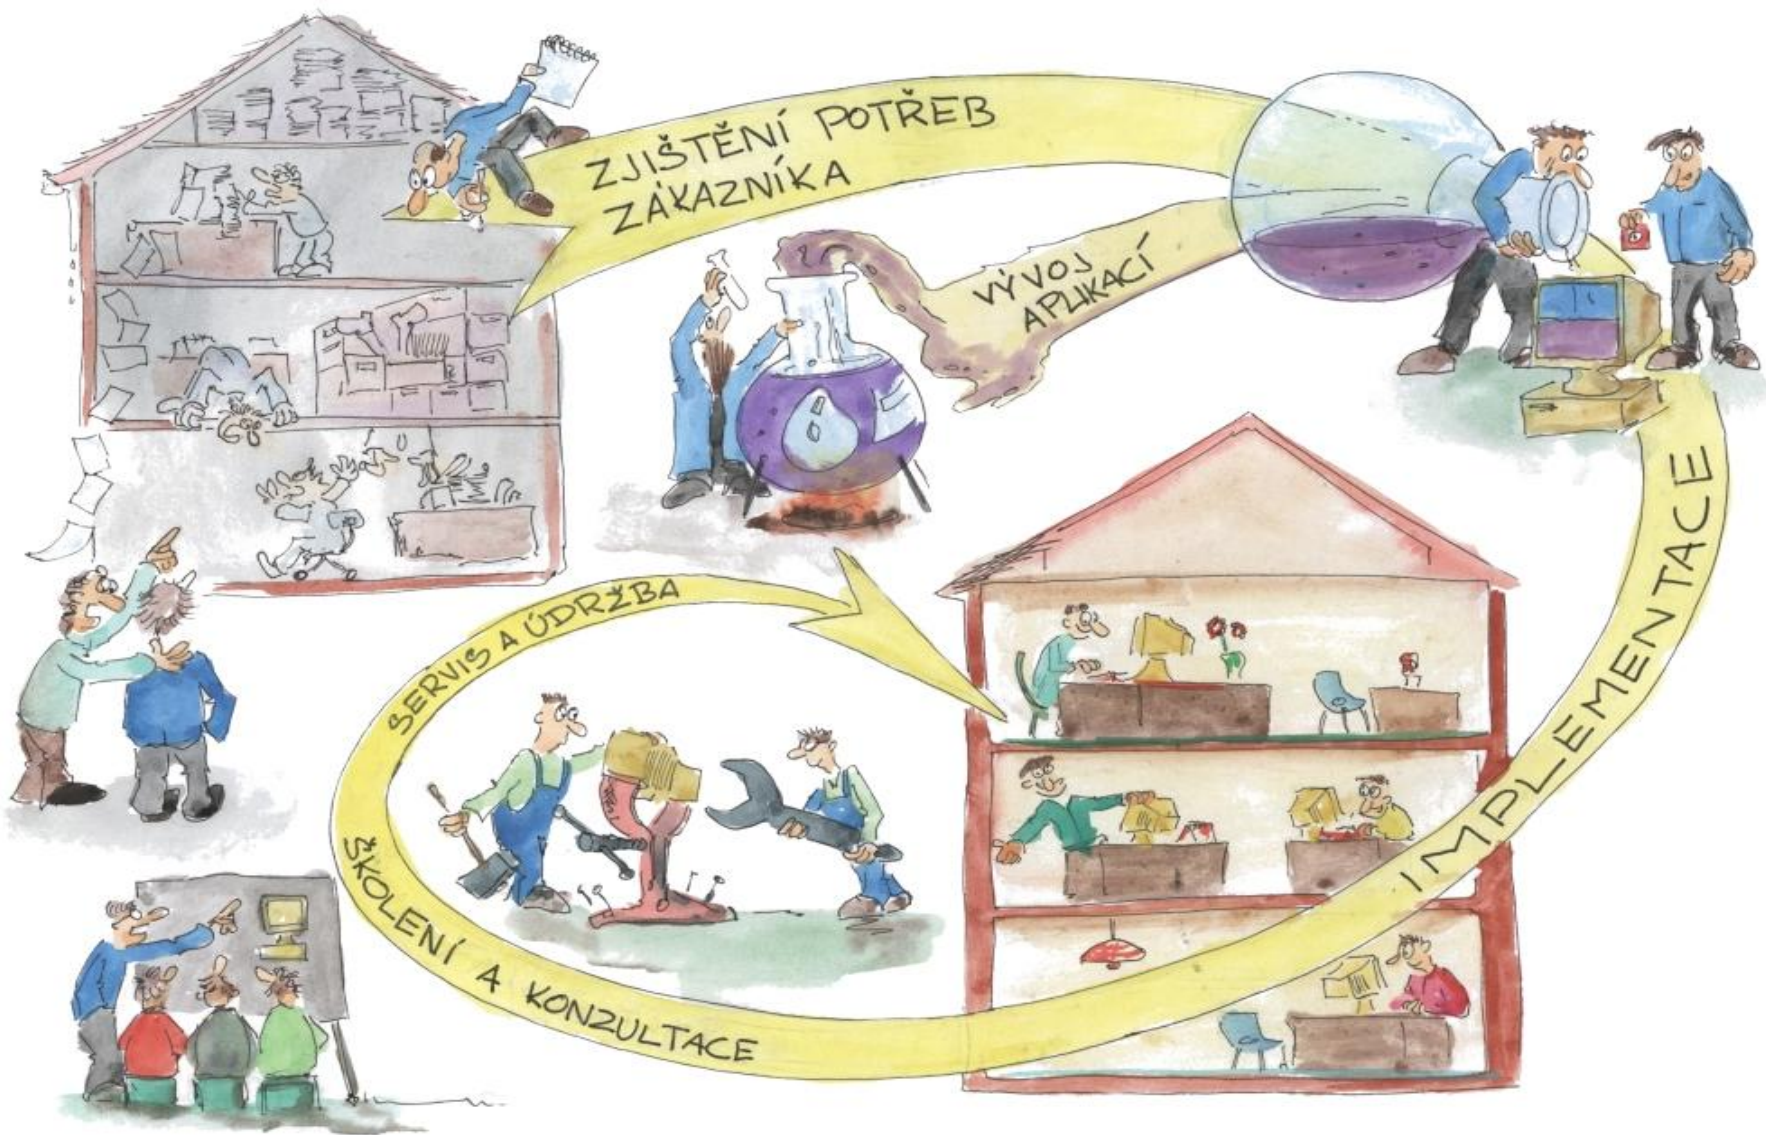 ZJIŠTĚNÍ POTŘEB
ZÁKAZNÍKA
VÝVOJ
APLIKACÍ
IMPLEMENTACE
ŠKOLENÍ A KONZULTACE
SERVIS A ÚDRŽBA